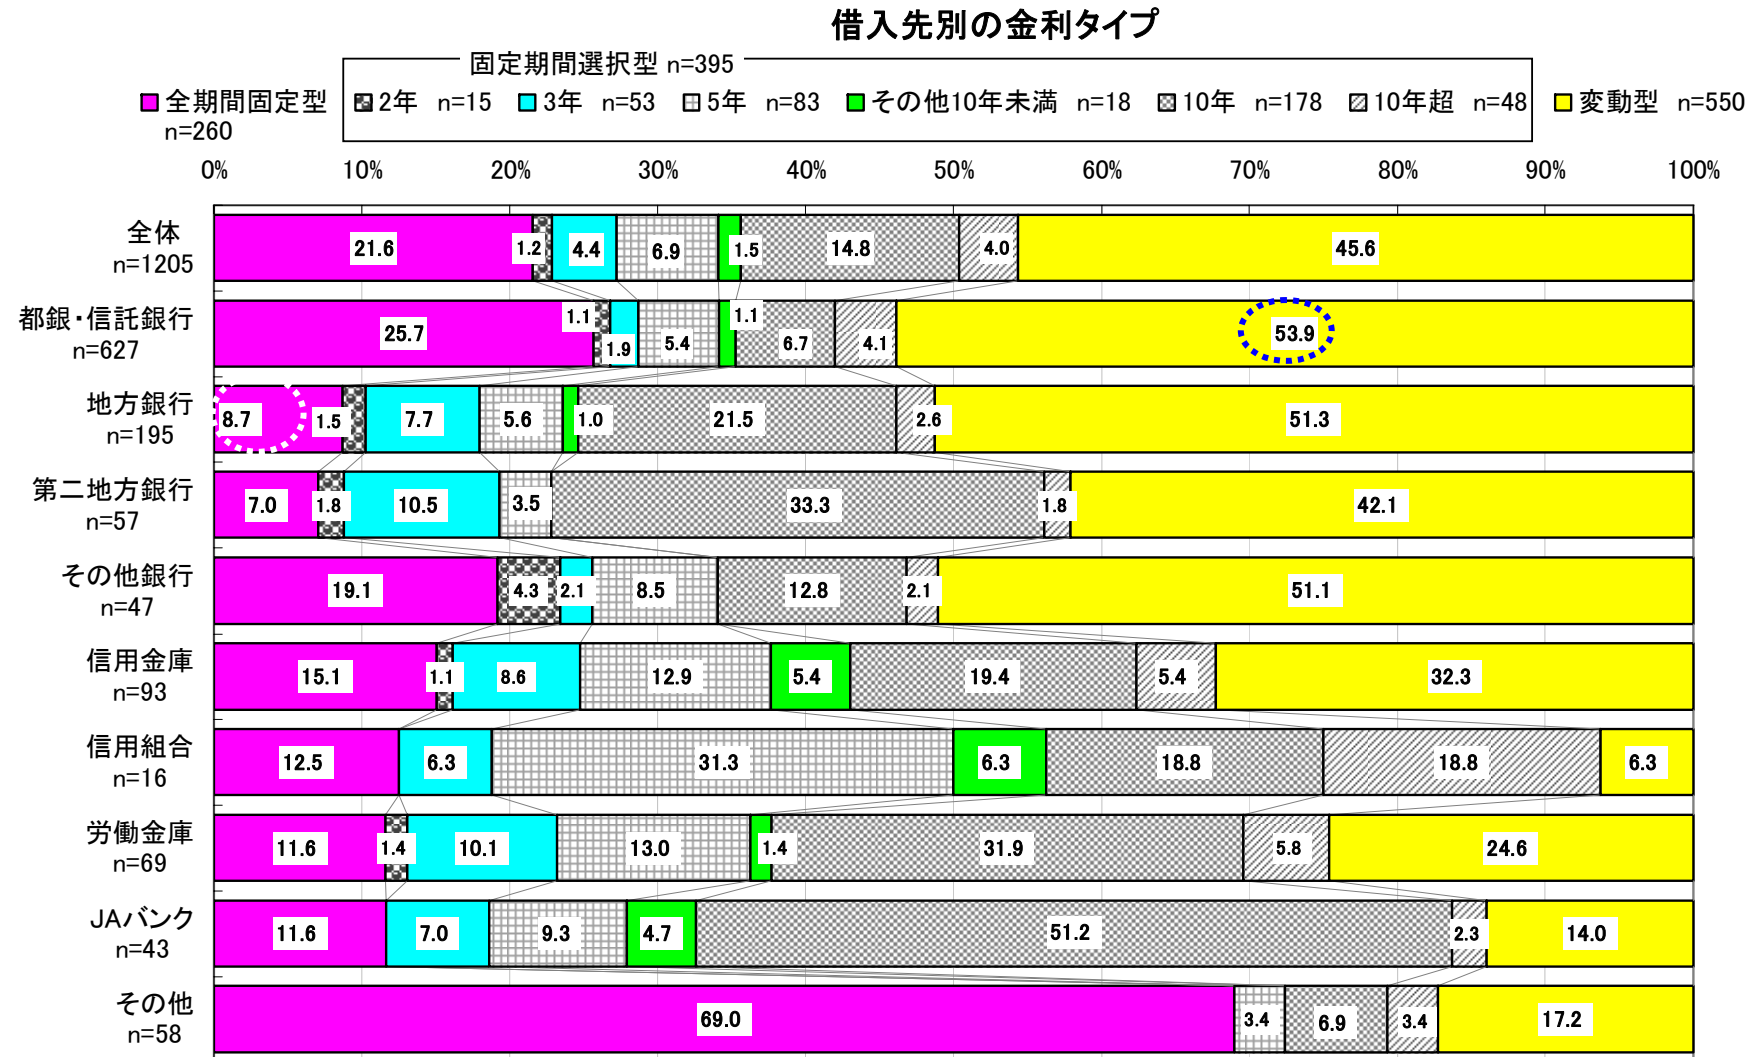 借入先別の金利タイプ
固定期間選択型 n=395
全期間固定型 2年 n=15 3年 n=53 5年 n=83 その他10年未満 n=18 10年 n=178 10年超 n=48 変動型 n=550
n=260
0% 10% 20% 30% 40% 50% 60% 70% 80% 90% 100%
全体
n=1205
21.6 1.2 4.4 6.9 1.5 14.8 4.0 45.6
都銀・信託銀行
n=627
25.7 1.1 1.9 5.4 1.1 6.7 4.1 53.9
地方銀行
n=195
8.7 1.5 7.7 5.6 1.0 21.5 2.6 51.3
第二地方銀行
n=57
7.0 1.8 10.5 3.5 33.3 1.8 42.1
その他銀行
n=47
19.1 4.3 2.1 8.5 12.8 2.1 51.1
信用金庫
n=93
15.1 1.1 8.6 12.9 5.4 19.4 5.4 32.3
信用組合
n=16
12.5 6.3 31.3 6.3 18.8 18.8 6.3
労働金庫
n=69
11.6 1.4 10.1 13.0 1.4 31.9 5.8 24.6
JAバンク
n=43
11.6 7.0 9.3 4.7 51.2 2.3 14.0
その他
n=58
69.0 3.4 6.9 3.4 17.2